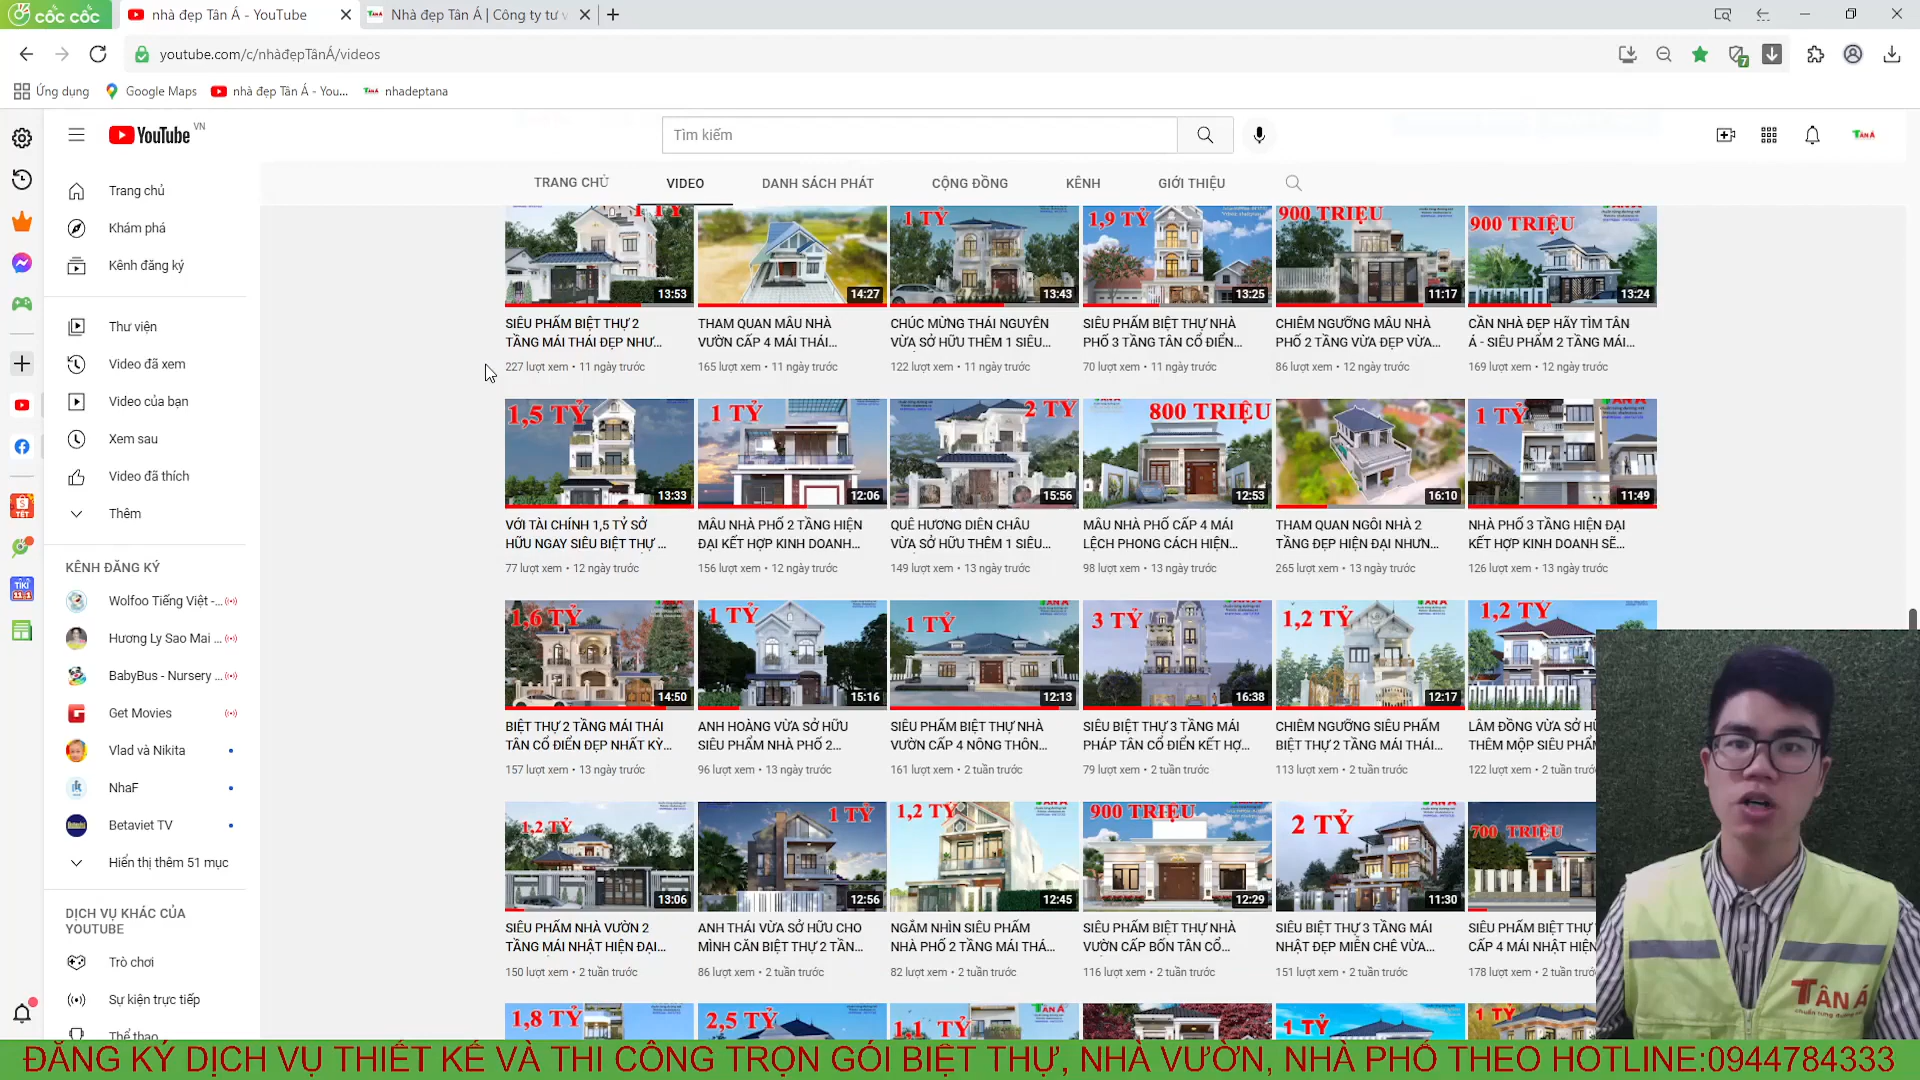 cốc cốc
nhà đẹp Tân Á - YouTube
Nhà đẹp Tân Á | Công ty tư v
youtube.com/c/nhàđẹpTânÁ/videos
7
Ứng dụng
Google Maps
nhà đẹp Tân Á - You...
nhadeptana
YouTube VN
Tìm kiếm
TÂN Á
Trang chủ
Khám phá
Kênh đăng ký
Thư viện
Video đã xem
Video của bạn
Xem sau
Video đã thích
Thêm
KÊNH ĐĂNG KÝ
Wolfoo Tiếng Việt -...
Hương Ly Sao Mai ...
BabyBus - Nursery ...
Get Movies
Vlad và Nikita
NhaF
Betaviet TV
Hiển thị thêm 51 mục
DỊCH VỤ KHÁC CỦA
YOUTUBE
Trò chơi
Sự kiện trực tiếp
Thể thao
TRANG CHỦ
VIDEO
DANH SÁCH PHÁT
CỘNG ĐỒNG
KÊNH
GIỚI THIỆU
1 TỶ
13:53
14:27
1 TỶ
13:43
1,9 TỶ
13:25
900 TRIỆU
11:17
900 TRIỆU
13:24
SIÊU PHẨM BIỆT THỰ 2
TẦNG MÁI THÁI ĐẸP NHƯ...
227 lượt xem • 11 ngày trước
THAM QUAN MẪU NHÀ
VƯỜN CẤP 4 MÁI THÁI...
165 lượt xem • 11 ngày trước
CHÚC MỪNG THÁI NGUYÊN
VỪA SỞ HỮU THÊM 1 SIÊU...
122 lượt xem • 11 ngày trước
SIÊU PHẨM BIỆT THỰ NHÀ
PHỐ 3 TẦNG TÂN CỔ ĐIỂN...
70 lượt xem • 11 ngày trước
CHIÊM NGƯỠNG MẪU NHÀ
PHỐ 2 TẦNG VỪA ĐẸP VỪA...
86 lượt xem • 12 ngày trước
CẦN NHÀ ĐẸP HÃY TÌM TÂN
Á - SIÊU PHẨM 2 TẦNG MÁI...
169 lượt xem • 12 ngày trước
1,5 TỶ
13:33
1 TỶ
12:06
2 TỶ
15:56
800 TRIỆU
12:53
16:10
1 TỶ
11:49
VỚI TÀI CHÍNH 1,5 TỶ SỞ
HỮU NGAY SIÊU BIỆT THỰ ...
77 lượt xem • 12 ngày trước
MẪU NHÀ PHỐ 2 TẦNG HIỆN
ĐẠI KẾT HỢP KINH DOANH...
156 lượt xem • 12 ngày trước
QUÊ HƯƠNG DIỄN CHÂU
VỪA SỞ HỮU THÊM 1 SIÊU...
149 lượt xem • 13 ngày trước
MẪU NHÀ PHỐ CẤP 4 MÁI
LỆCH PHONG CÁCH HIỆN...
98 lượt xem • 13 ngày trước
THAM QUAN NGÔI NHÀ 2
TẦNG ĐẸP HIỆN ĐẠI NHƯN...
265 lượt xem • 13 ngày trước
NHÀ PHỐ 3 TẦNG HIỆN ĐẠI
KẾT HỢP KINH DOANH SẼ...
126 lượt xem • 13 ngày trước
1,6 TỶ
14:50
1 TỶ
15:16
1 TỶ
12:13
3 TỶ
16:38
1,2 TỶ
12:17
1,2 TỶ
BIỆT THỰ 2 TẦNG MÁI THÁI
TÂN CỔ ĐIỂN ĐẸP NHẤT KỲ...
157 lượt xem • 13 ngày trước
ANH HOÀNG VỪA SỞ HỮU
SIÊU PHẨM NHÀ PHỐ 2...
96 lượt xem • 13 ngày trước
SIÊU PHẨM BIỆT THỰ NHÀ
VƯỜN CẤP 4 NÔNG THÔN...
161 lượt xem • 2 tuần trước
SIÊU BIỆT THỰ 3 TẦNG MÁI
PHÁP TÂN CỔ ĐIỂN KẾT HỢ...
79 lượt xem • 2 tuần trước
CHIÊM NGƯỠNG SIÊU PHẨM
BIỆT THỰ 2 TẦNG MÁI THÁI...
113 lượt xem • 2 tuần trước
LÂM ĐỒNG VỪA SỞ HỮ
THÊM MỘP SIÊU PHẨM
122 lượt xem • 2 tuần trướ
1,2 TỶ
13:06
1 TỶ
12:56
1,2 TỶ
12:45
900 TRIỆU
12:29
2 TỶ
11:30
700 TRIỆU
SIÊU PHẨM NHÀ VƯỜN 2
TẦNG MÁI NHẬT HIỆN ĐẠI...
150 lượt xem • 2 tuần trước
ANH THÁI VỪA SỞ HỮU CHO
MÌNH CĂN BIỆT THỰ 2 TẦN...
86 lượt xem • 2 tuần trước
NGẮM NHÌN SIÊU PHẨM
NHÀ PHỐ 2 TẦNG MÁI THÁ...
82 lượt xem • 2 tuần trước
SIÊU PHẨM BIỆT THỰ NHÀ
VƯỜN CẤP BỐN TÂN CỔ...
116 lượt xem • 2 tuần trước
SIÊU BIỆT THỰ 3 TẦNG MÁI
NHẬT ĐẸP MIỄN CHÊ VỪA...
151 lượt xem • 2 tuần trước
SIÊU PHẨM BIỆT THỰ
CẤP 4 MÁI NHẬT HIỆN
178 lượt xem • 2 tuần trướ
1,8 TỶ
2,5 TỶ
1,1 TỶ
1 TỶ
1 TỶ
TÂN Á
chuẩn từng đường nét
ĐĂNG KÝ DỊCH VỤ THIẾT KẾ VÀ THI CÔNG TRỌN GÓI BIỆT THỰ, NHÀ VƯỜN, NHÀ PHỐ THEO HOTLINE:0944784333